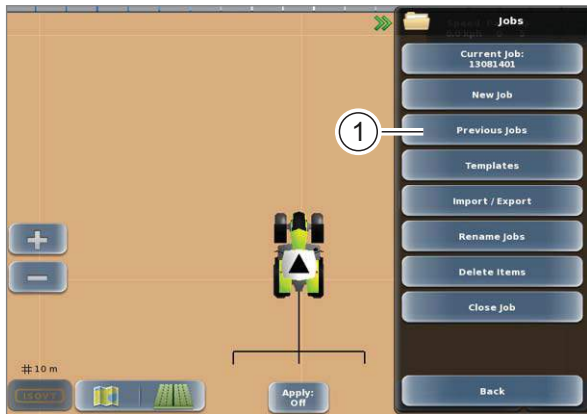 Jobs
Current Job:
13081401
New Job
Previous Jobs
1
Templates
Import / Export
Rename Jobs
Delete Items
Close Job
10 m
ISOVT
Apply:
Off
Back